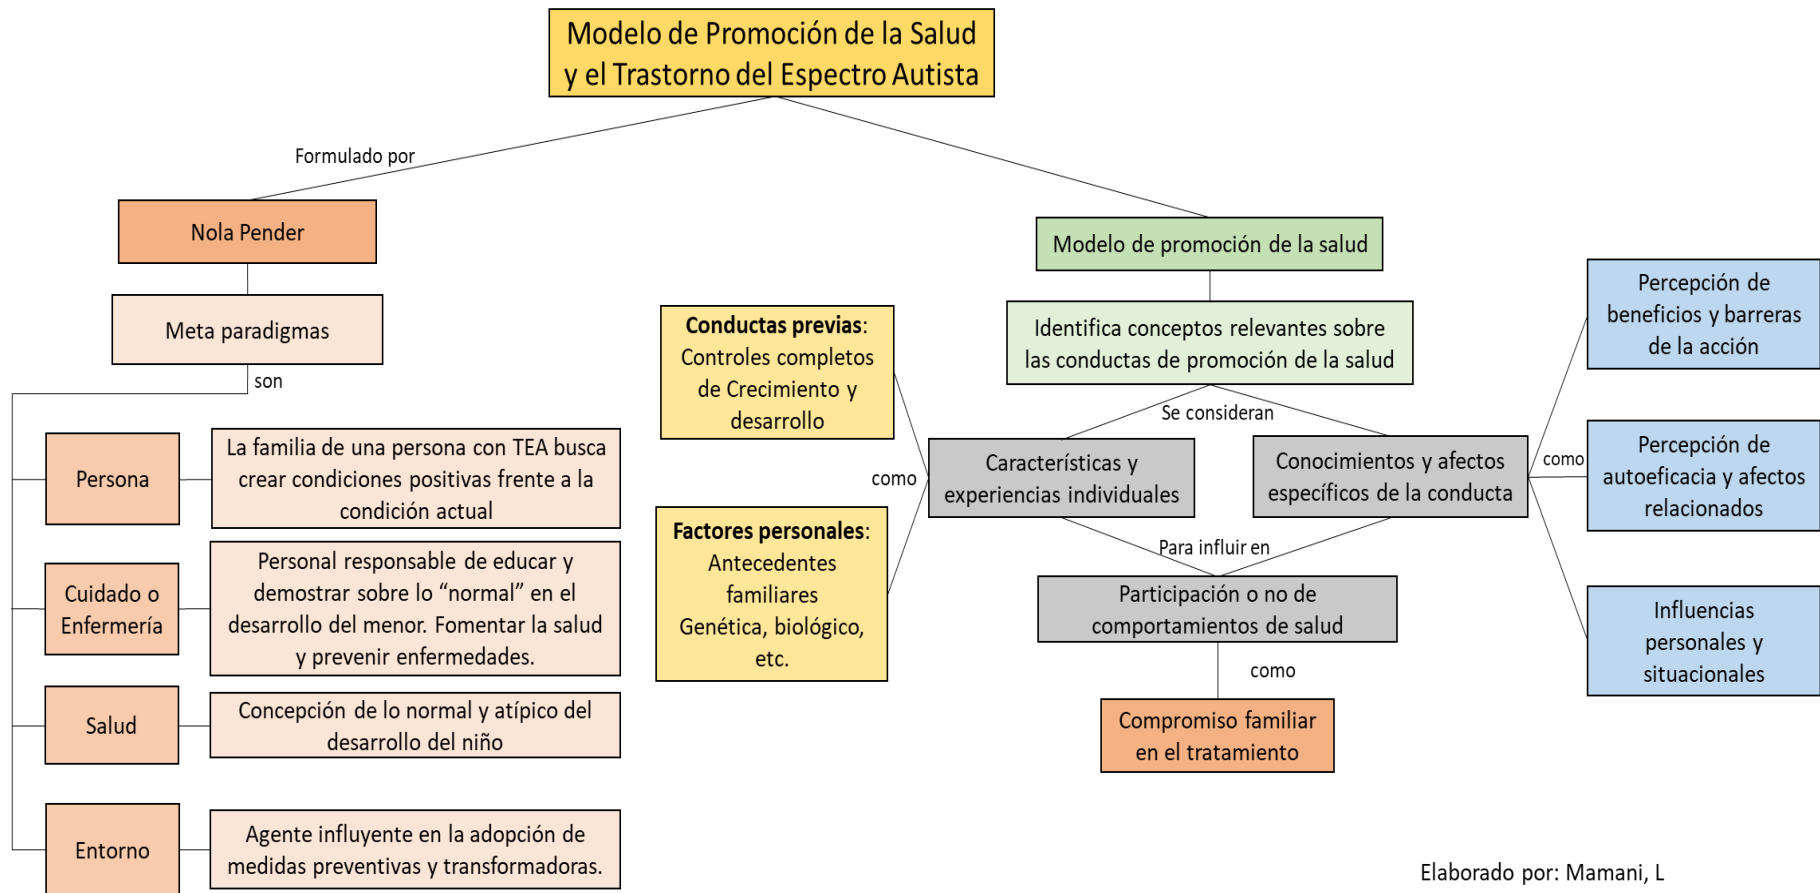 Modelo de Promoción de la Salud
y el Trastorno del Espectro Autista
Formulado por
Nola Pender
Meta paradigmas
son
Persona
La familia de una persona con TEA busca
crear condiciones positivas frente a la
condición actual
Cuidado o
Enfermería
Personal responsable de educar y
demostrar sobre lo “normal” en el
desarrollo del menor. Fomentar la salud
y prevenir enfermedades.
Salud
Concepción de lo normal y atípico del
desarrollo del niño
Entorno
Agente influyente en la adopción de
medidas preventivas y transformadoras.
Modelo de promoción de la salud
Identifica conceptos relevantes sobre
las conductas de promoción de la salud
Se consideran
Características y
experiencias individuales
como
Conductas previas:
Controles completos
de Crecimiento y
desarrollo
Factores personales:
Antecedentes
familiares
Genética, biológico,
etc.
Conocimientos y afectos
específicos de la conducta
como
Percepción de
beneficios y barreras
de la acción
Percepción de
autoeficacia y afectos
relacionados
Influencias
personales y
situacionales
Para influir en
Participación o no de
comportamientos de salud
como
Compromiso familiar
en el tratamiento
Elaborado por: Mamani, L